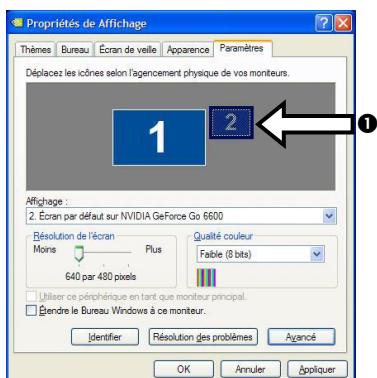 Propriétés de Affichage
Thèmes Bureau Écran de veille Apparence Paramètres
Déplacez les icônes selon l'agencement physique de vos moniteurs.
1 2 ❶
Affichage :
2. Écran par défaut sur NVIDIA GeForce Go 6600
Résolution de l'écran Qualité couleur
Moins Plus Faible (8 bits)
640 par 480 pixels
Utiliser ce périphérique en tant que moniteur principal.
Étendre le Bureau Windows à ce moniteur.
Identifier Résolution des problèmes Avancé
OK Annuler Appliquer